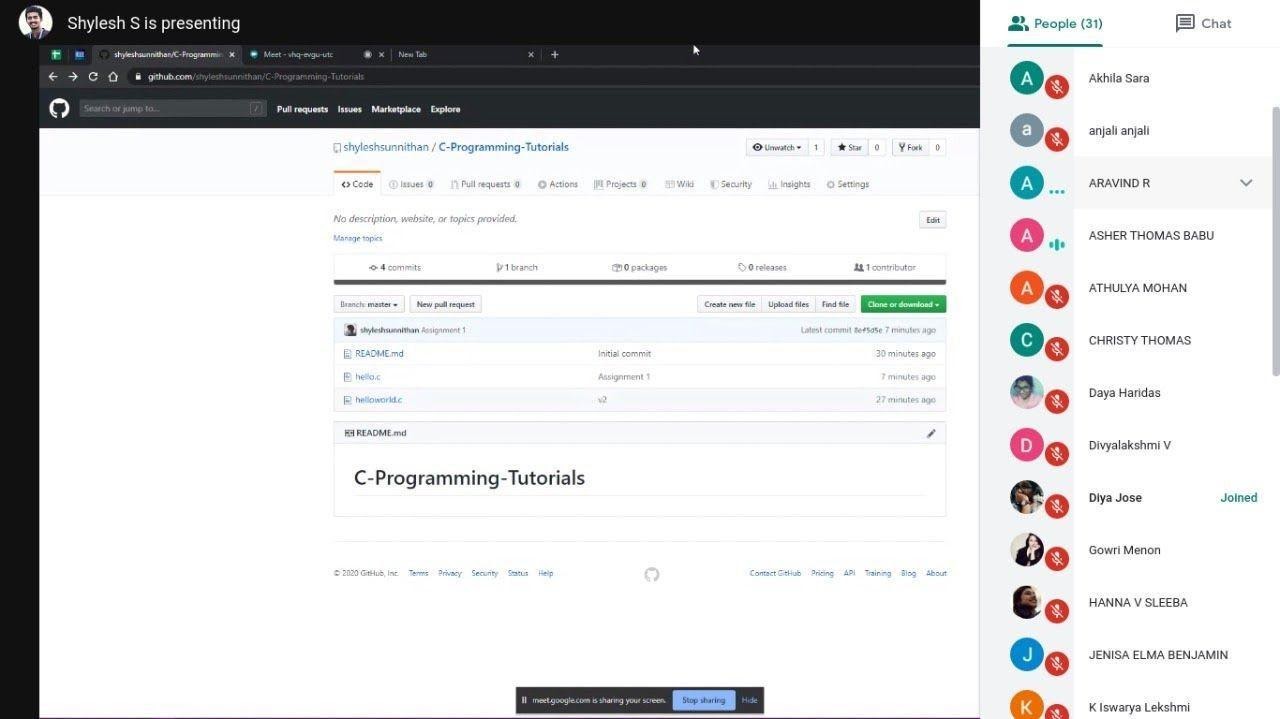 Shylesh S is presenting
shyleshsunnithan/C-Programmin
Meet - vhq-evgu-utc
New Tab
github.com/shyleshsunnithan/C-Programming-Tutorials
Search or jump to... /
Pull requests Issues Marketplace Explore
shyleshsunnithan / C-Programming-Tutorials
Unwatch 1 Star 0 Fork 0
Code Issues 0 Pull requests 0 Actions Projects 0 Wiki Security Insights Settings
No description, website, or topics provided.
Edit
Manage topics
4 commits 1 branch 0 packages 0 releases 1 contributor
Branch: master New pull request Create new file Upload files Find file Clone or download
shyleshsunnithan Assignment 1 Latest commit 8ef5d5e 7 minutes ago
README.md Initial commit 30 minutes ago
hello.c Assignment 1 7 minutes ago
helloworld.c v2 27 minutes ago
README.md
C-Programming-Tutorials
© 2020 GitHub, Inc. Terms Privacy Security Status Help Contact GitHub Pricing API Training Blog About
meet.google.com is sharing your screen. Stop sharing Hide
People (31) Chat
A Akhila Sara
a anjali anjali
A ARAVIND R
A ASHER THOMAS BABU
A ATHULYA MOHAN
C CHRISTY THOMAS
Daya Haridas
D Divyalakshmi V
Diya Jose Joined
Gowri Menon
HANNA V SLEEBA
J JENISA ELMA BENJAMIN
K K Iswarya Lekshmi